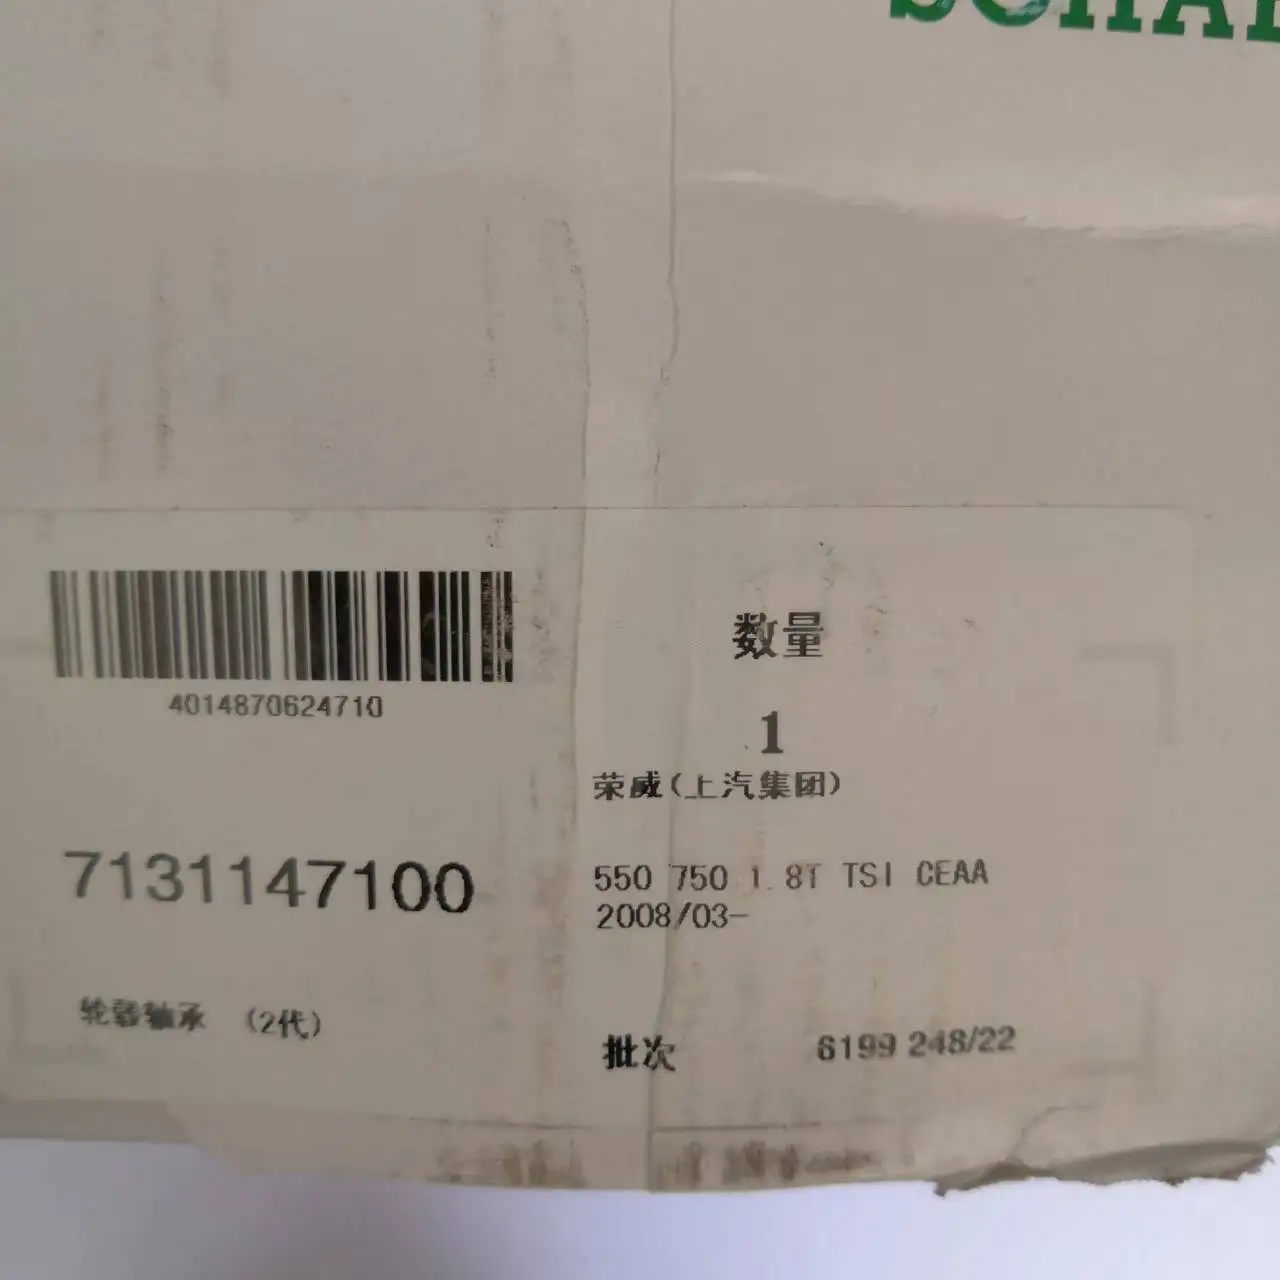 SCHA
4014870624710
数量
1
荣威(上汽集团)
7131147100
550 750 1.8T TSI CEAA
2008/03-
轮毂轴承 (2代)
批次 6199 248/22